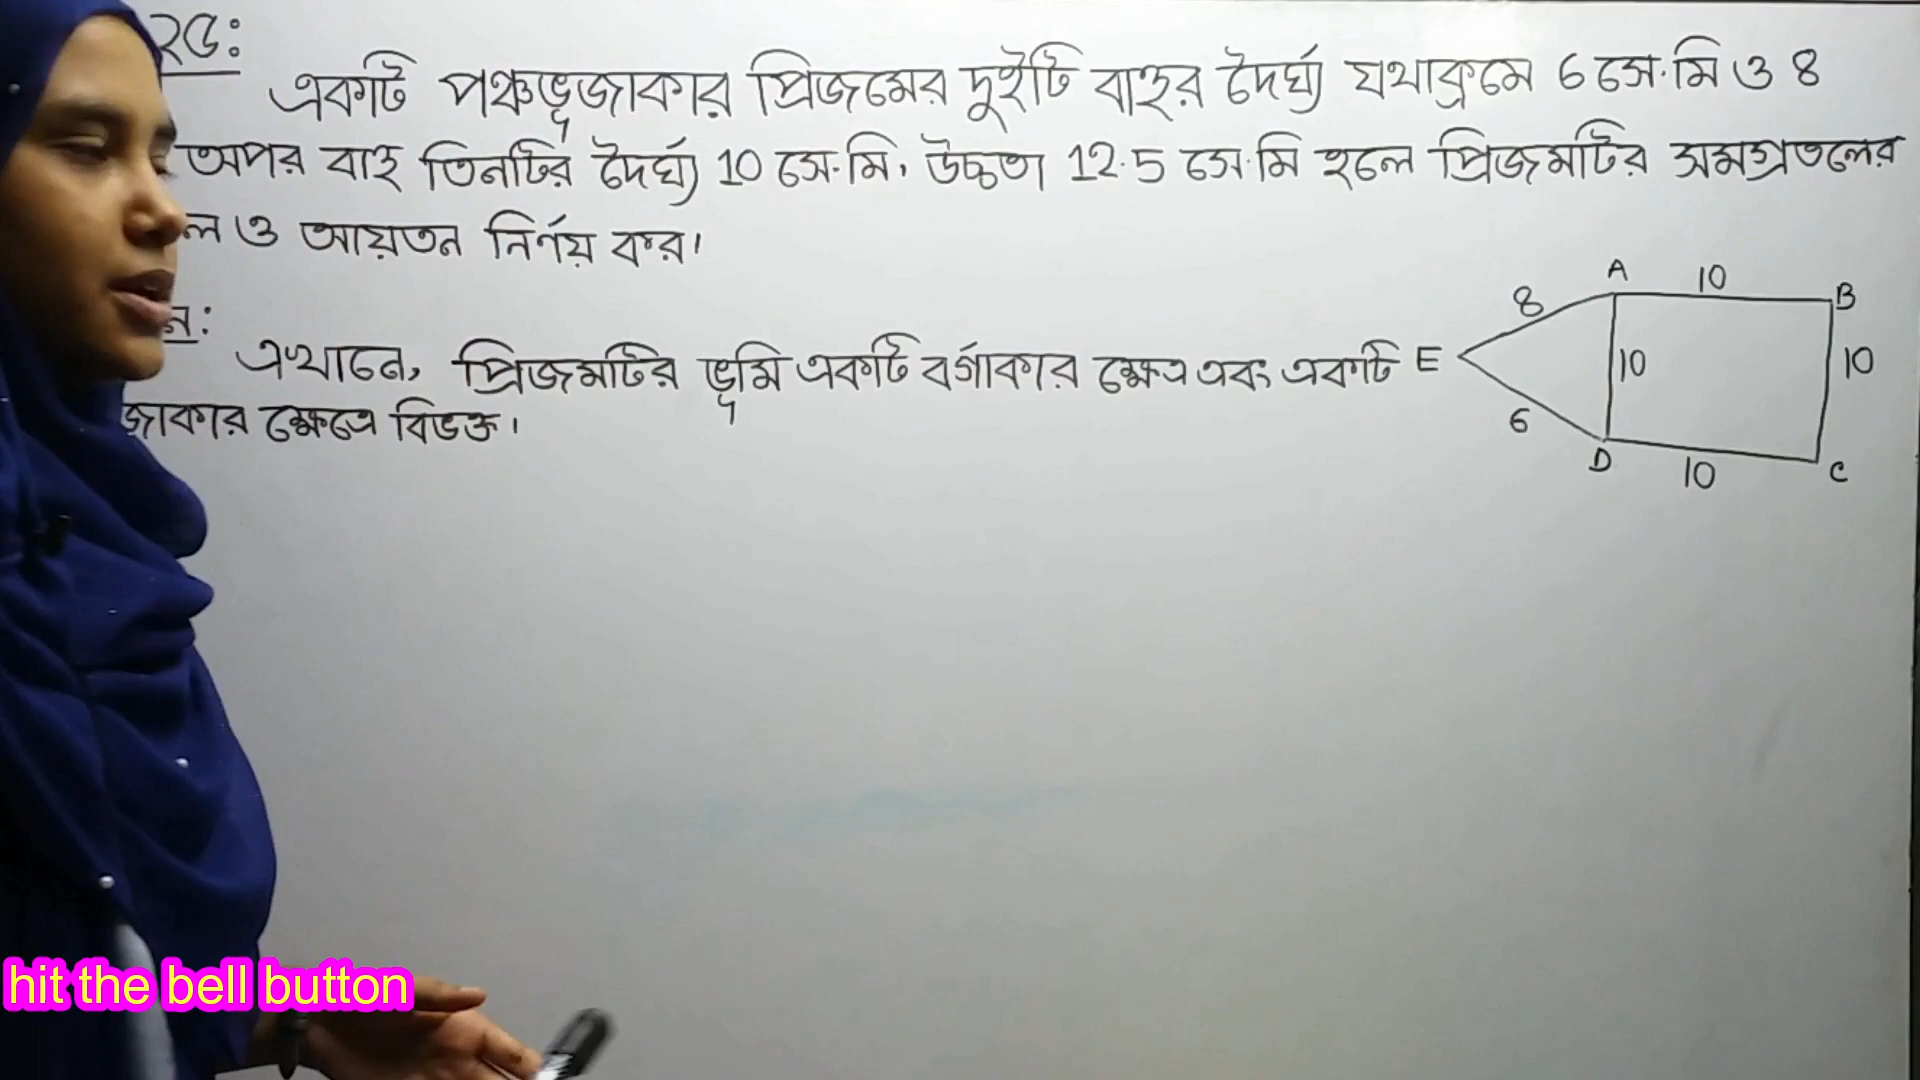 ২৫:
একটি পঞ্চভূজাকার প্রিজমের দুইটি বাহুর দৈর্ঘ্য যথাক্রমে 6 সে.মি ও 8
অপর বাহু তিনটির দৈর্ঘ্য 10 সে.মি, উচ্চতা 12.5 সে.মি হলে প্রিজমটির সমগ্রতলের
ল ও আয়তন নির্ণয় কর।
ন:
এখানে, প্রিজমটির ভূমি একটি বর্গাকার ক্ষেত্র এবং একটি
জাকার ক্ষেত্রে বিভক্ত।
A 10 B
8
E 10 10
6
D 10 C
hit the bell button